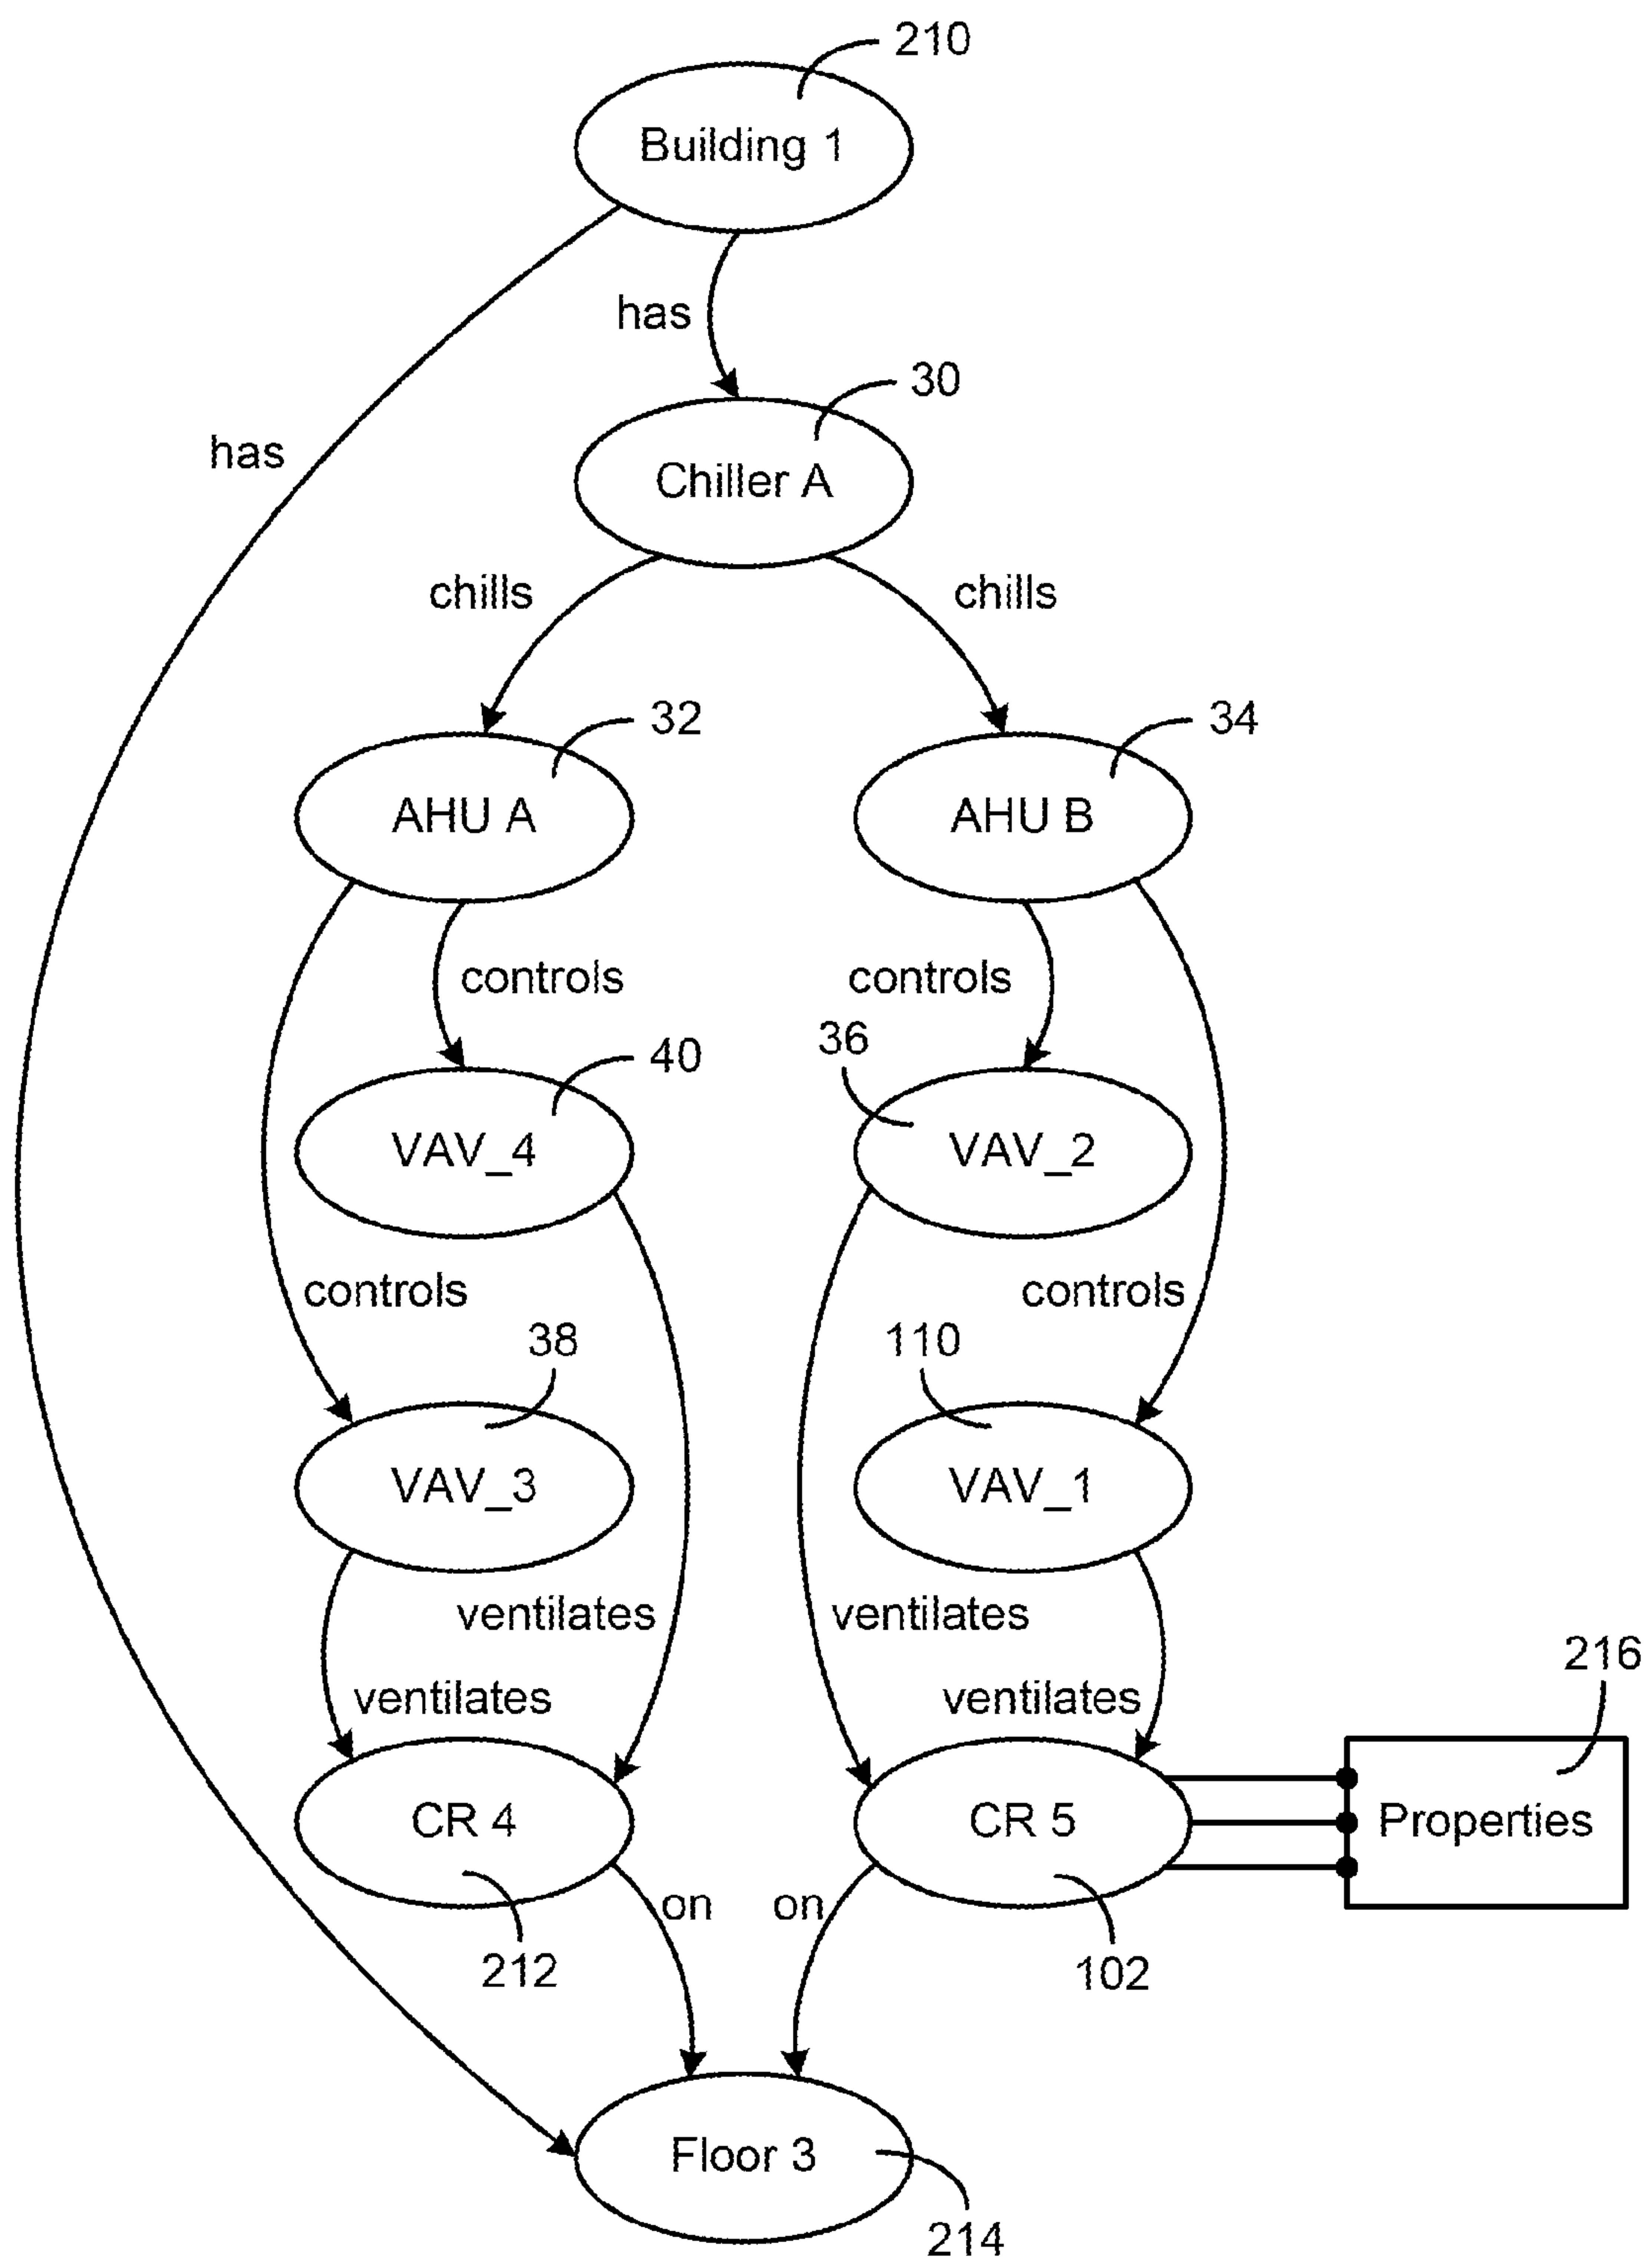 210
Building 1
has
30
has
Chiller A
chills
chills
32
34
AHU A
AHU B
controls
controls
36
40
VAV_4
VAV_2
controls
controls
38
110
VAV_3
VAV_1
ventilates
ventilates
216
ventilates
ventilates
CR 4
CR 5
Properties
on
on
212
102
Floor 3
214